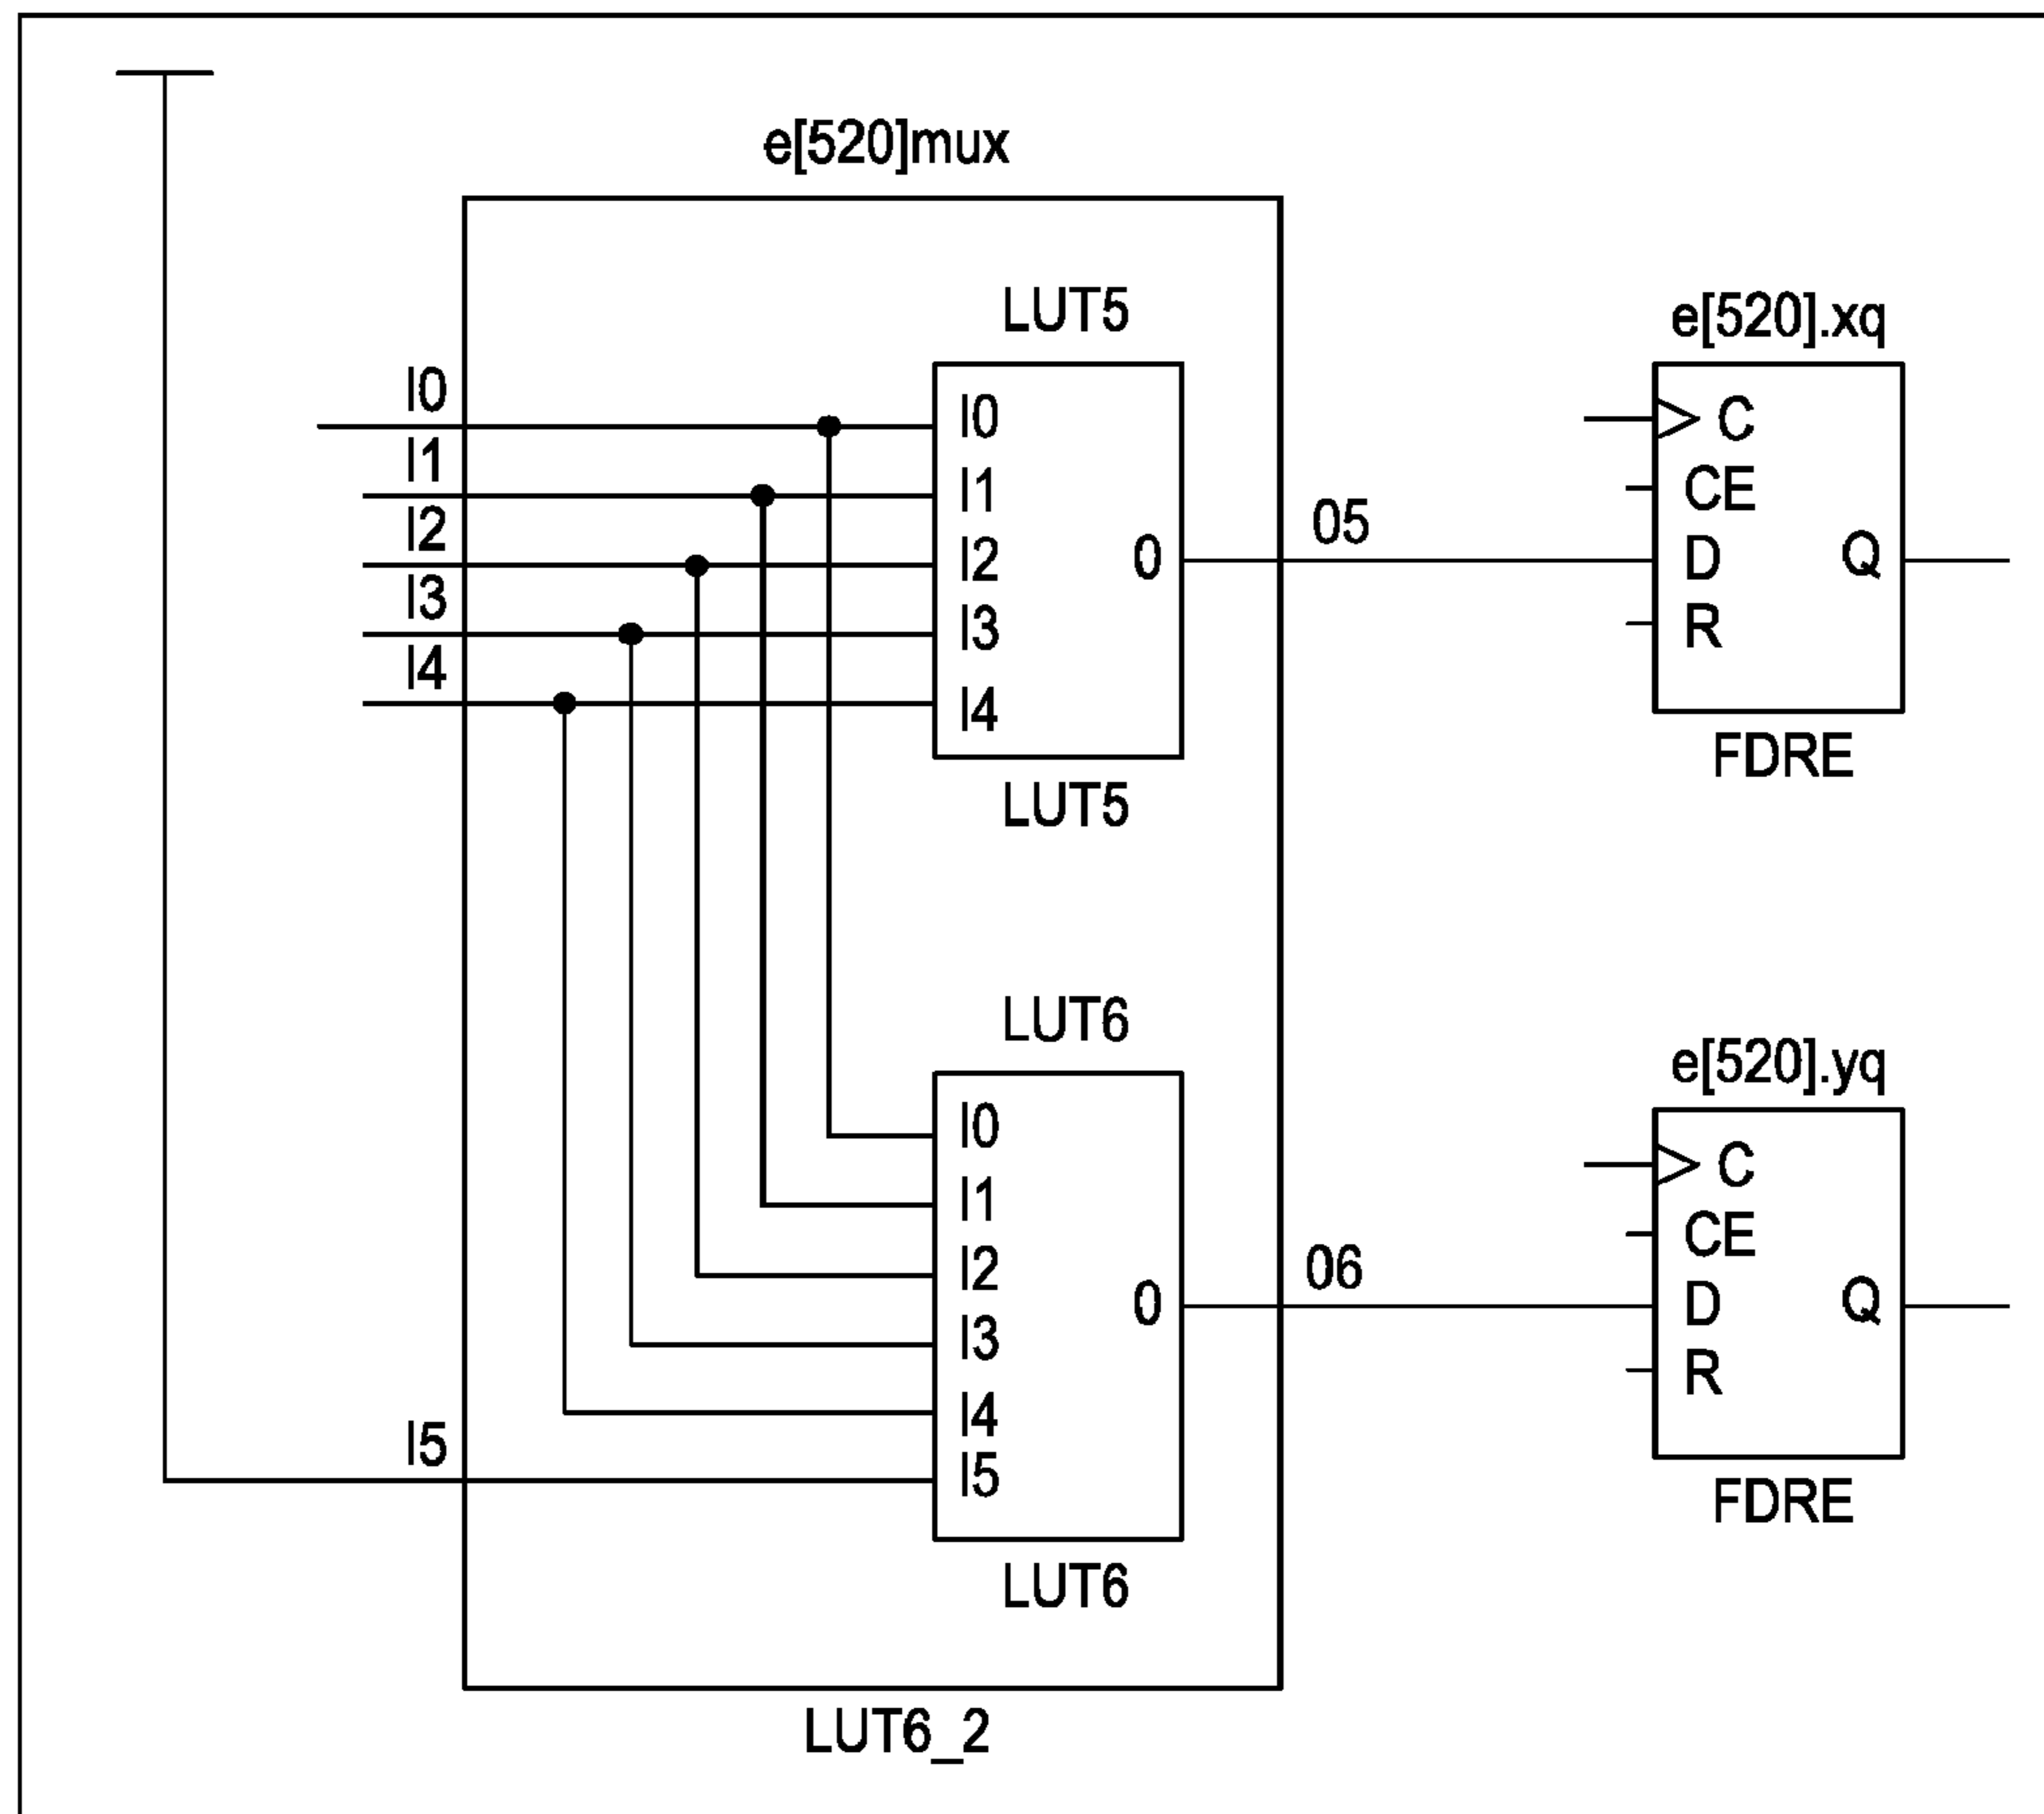 e[520]mux
LUT5
I0
I1
I2
I3
I4
I0
I1
I2
I3
I4
0
LUT5
05
e[520].xq
C
CE
D
R
Q
FDRE
LUT6
I0
I1
I2
I3
I4
I5
I5
0
LUT6
06
e[520].yq
C
CE
D
R
Q
FDRE
LUT6_2